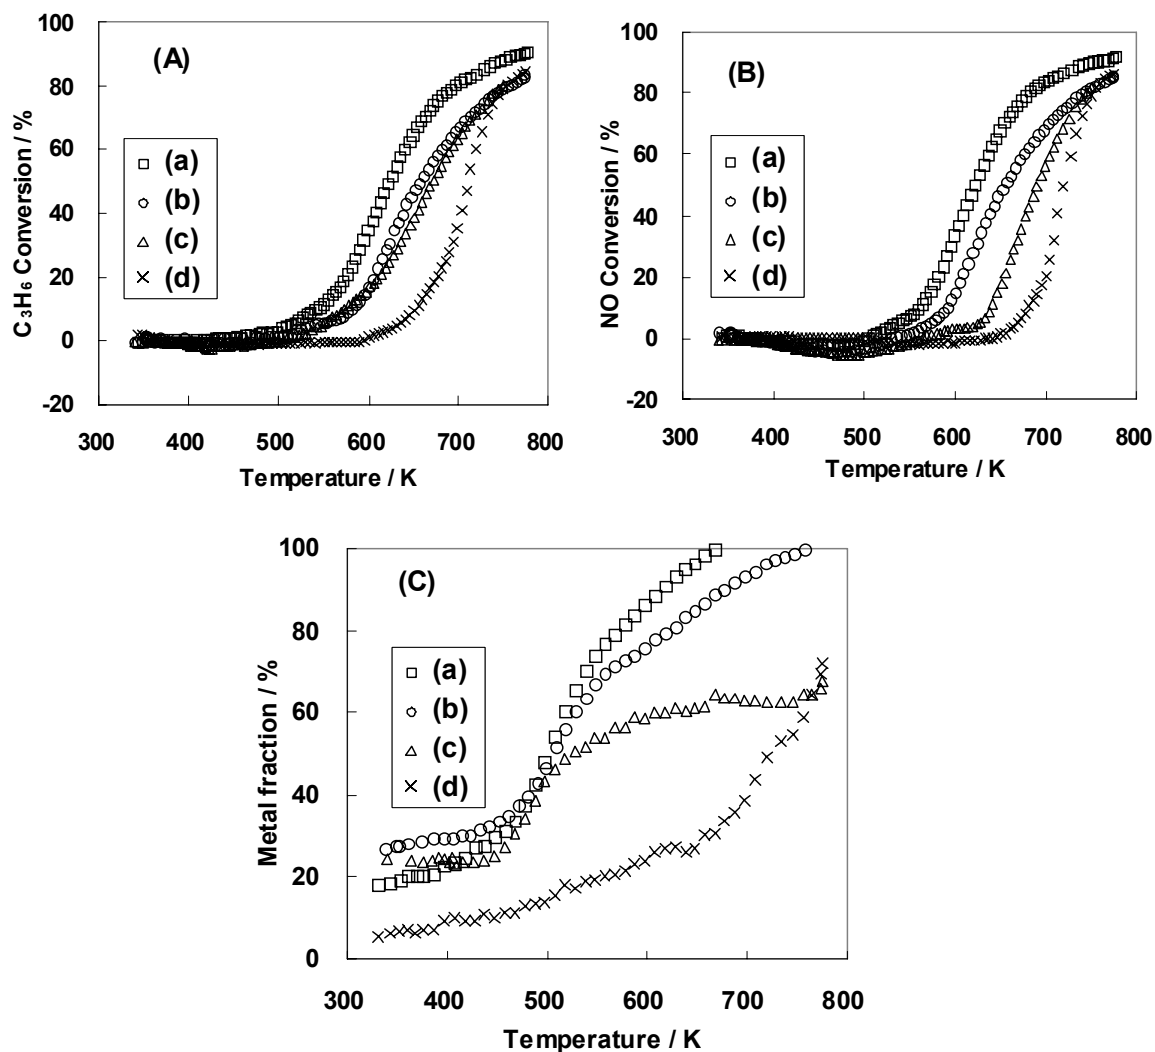 100
80
60
40
20
0
-20
C₃H₆ Conversion / %
(A)
(a)
(b)
(c)
(d)
300 400 500 600 700 800
Temperature / K
100
80
60
40
20
0
-20
NO Conversion / %
(B)
(a)
(b)
(c)
(d)
300 400 500 600 700 800
Temperature / K
100
80
60
40
20
0
Metal fraction / %
(C)
(a)
(b)
(c)
(d)
300 400 500 600 700 800
Temperature / K